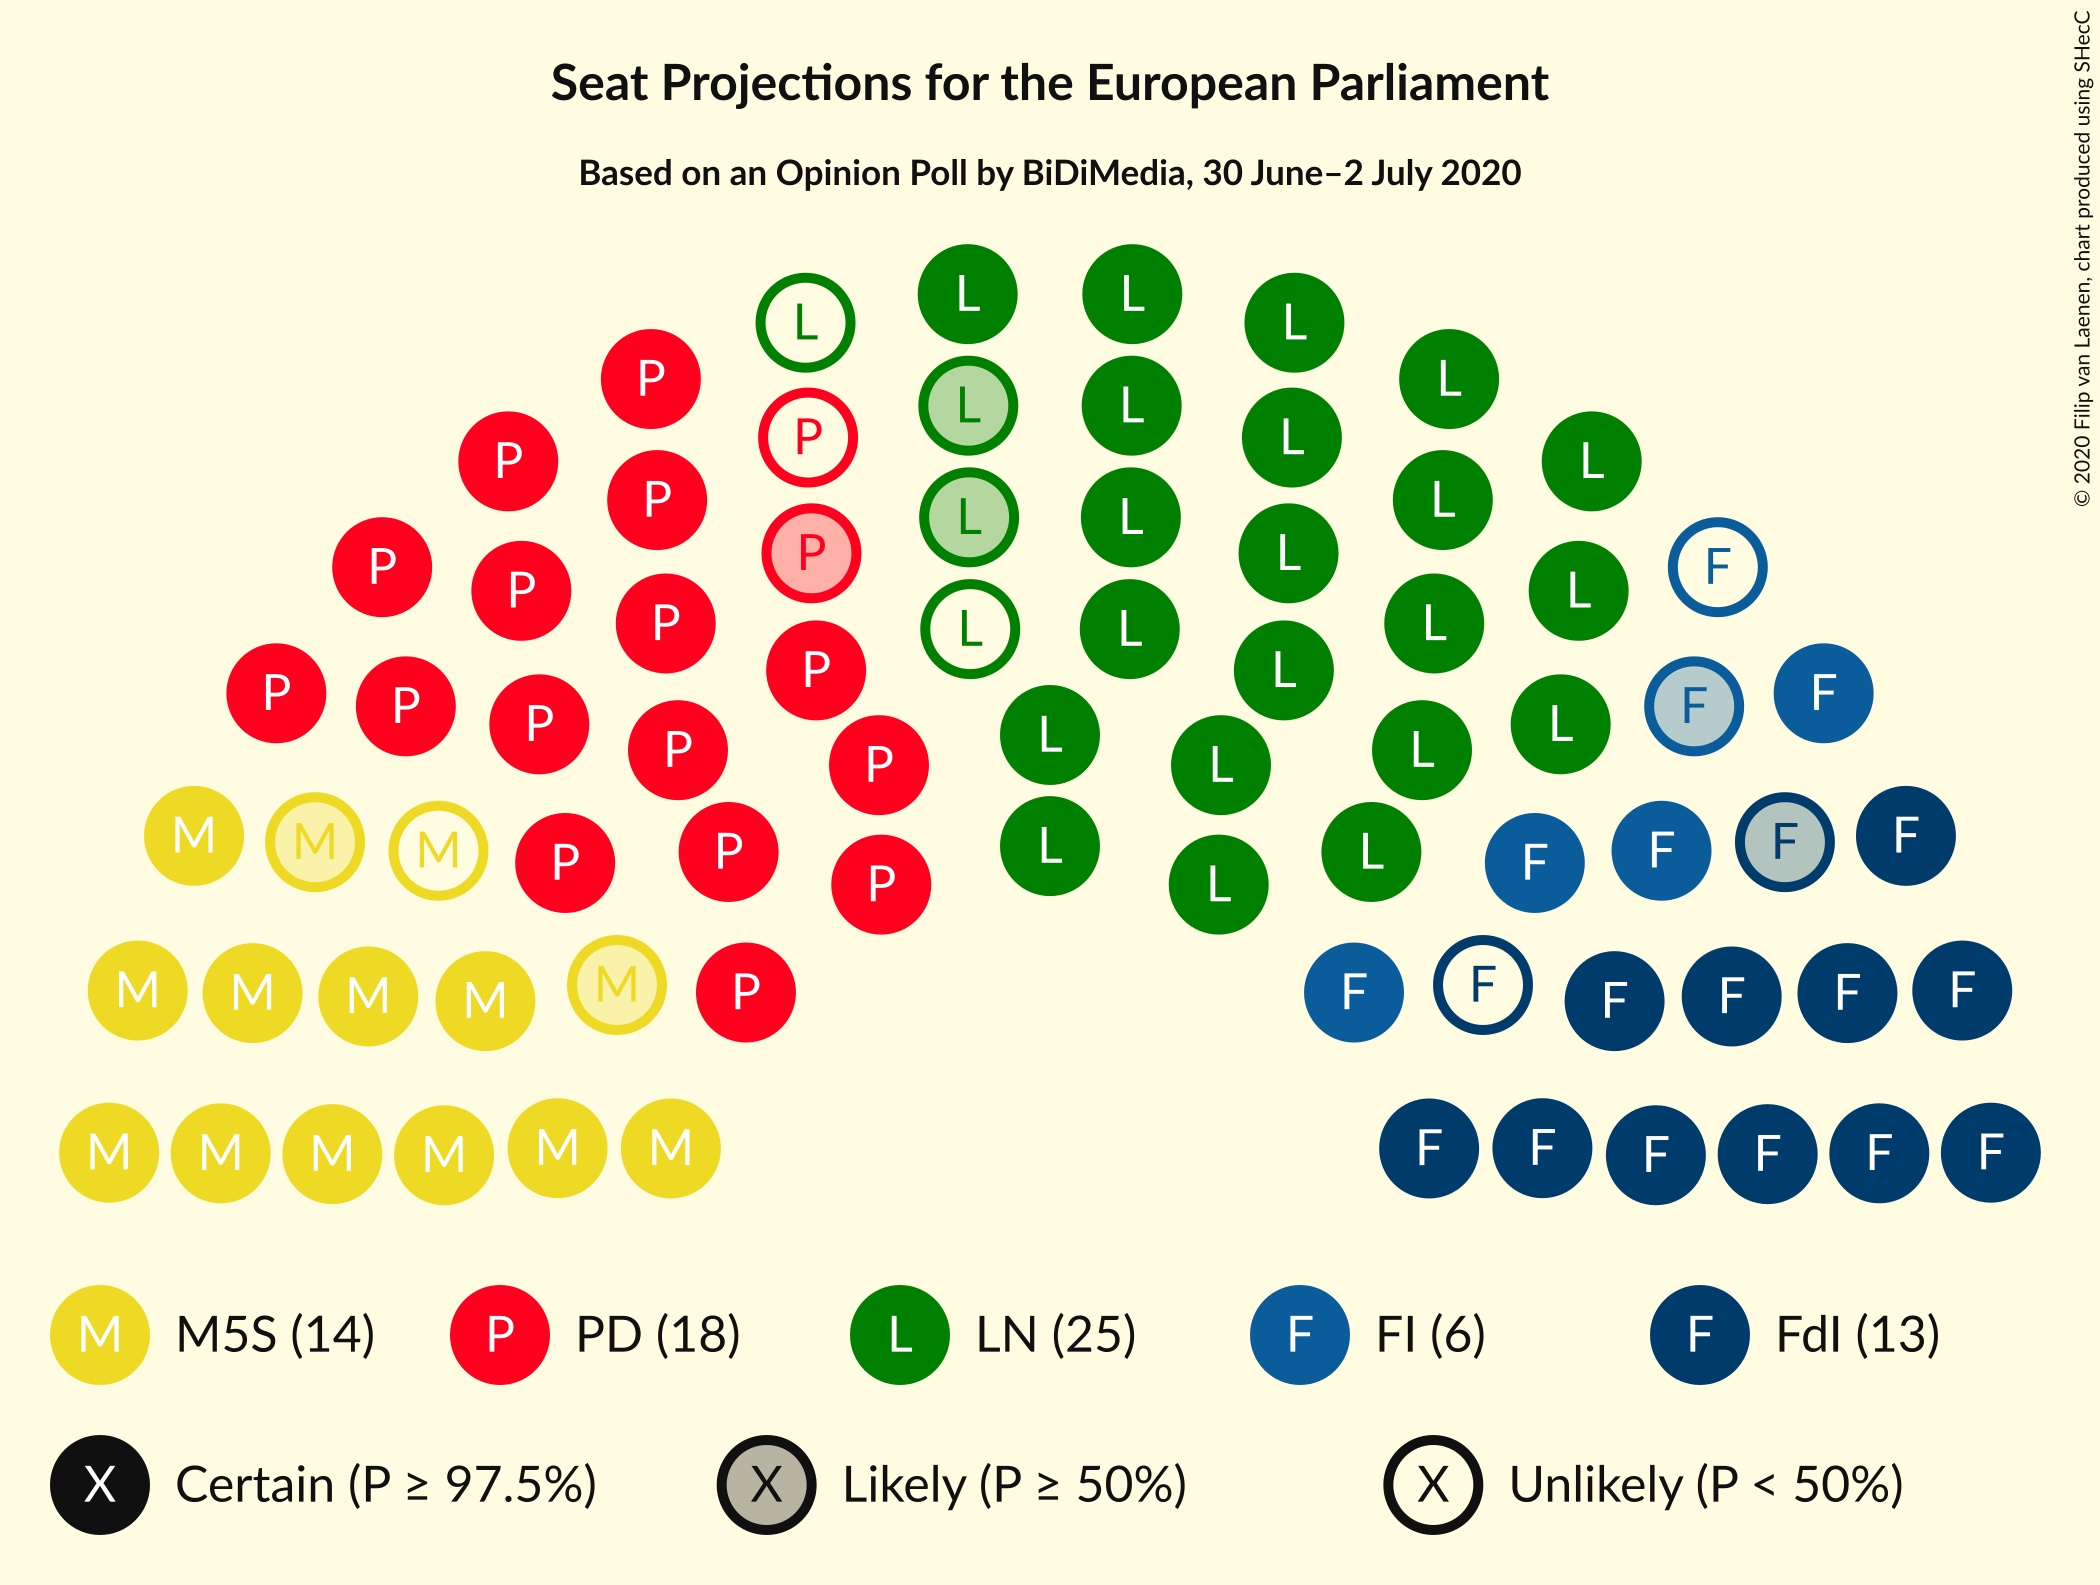 Seat Projections for the European Parliament
Based on an Opinion Poll by BiDiMedia, 30 June–2 July 2020
© 2020 Filip van Laenen, chart produced using SHecC
L L
L L
P L L
L L
P P L L
P L L
P P L L
P L L F
P P L L
P L L
P P P P P L L L L F F
L
P L
M M M P P P L L L F F F F
M M M M M P F F F F F F
M M M M M M F F F F F F
M M5S (14) P PD (18) L LN (25) F FI (6) F FdI (13)
X Certain (P ≥ 97.5%) X Likely (P ≥ 50%) X Unlikely (P < 50%)